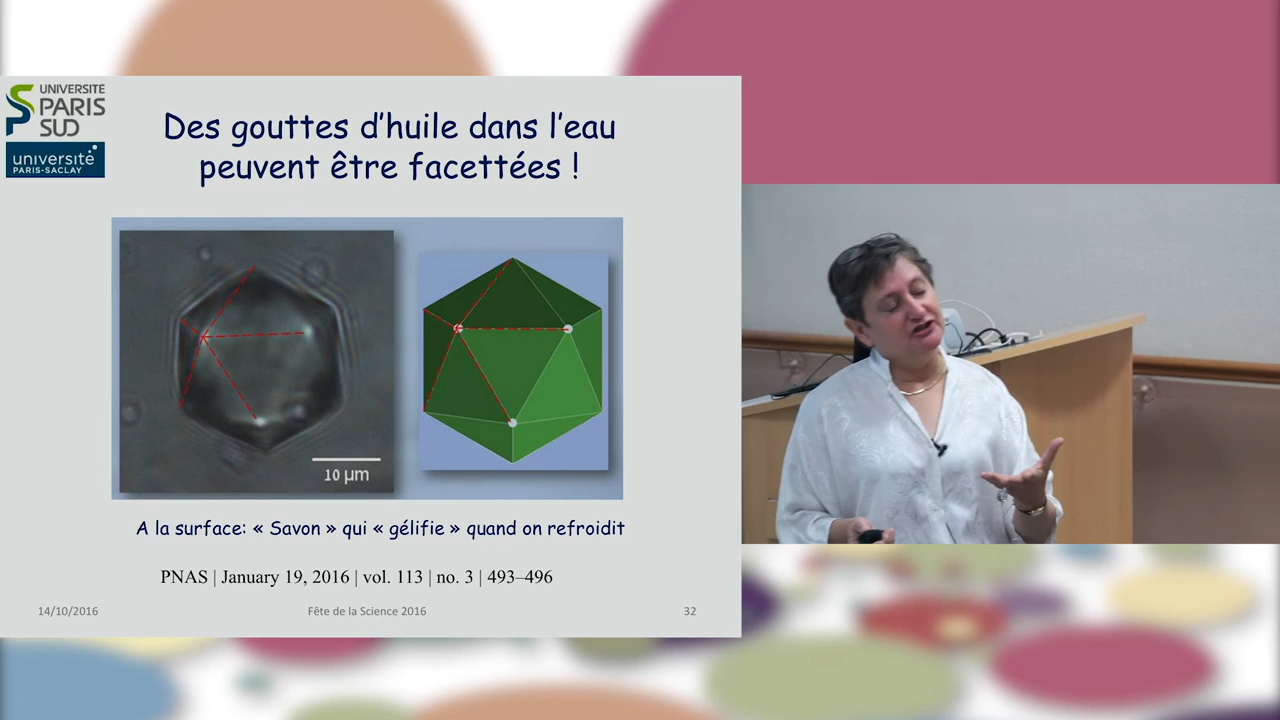 UNIVERSITE
PARIS
SUD
université
PARIS-SACLAY
Des gouttes d'huile dans l'eau
peuvent être facettées !
10 µm
A la surface: « Savon » qui « gélifie » quand on refroidit
PNAS | January 19, 2016 | vol. 113 | no. 3 | 493–496
14/10/2016
Fête de la Science 2016
32